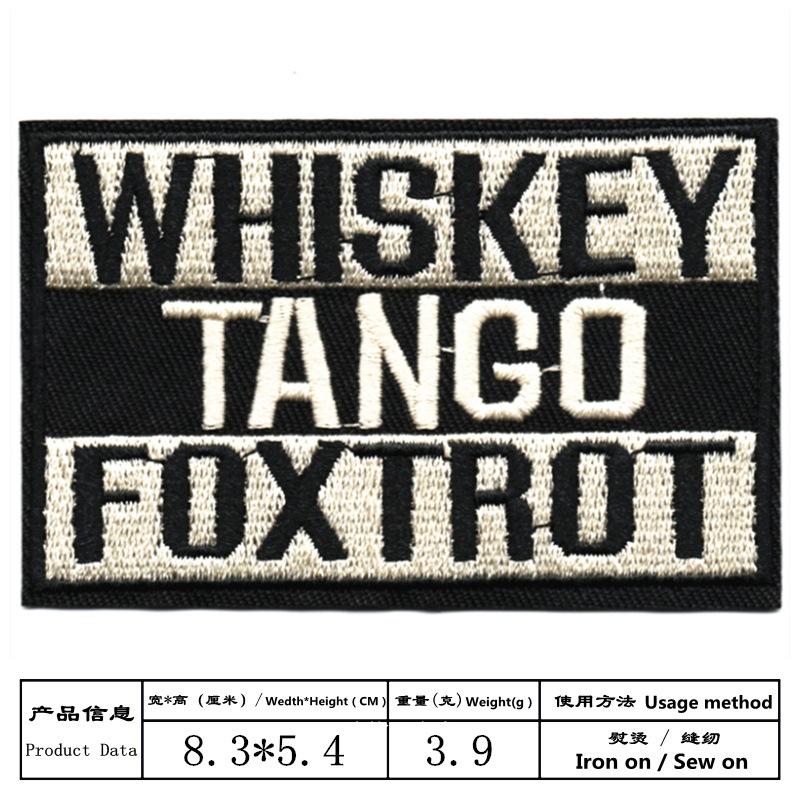 WHISKEY
TANGO
FOXTROT
产品信息
Product Data
宽*高（厘米）/ Wedth*Height ( CM )
8.3*5.4
重量(克) Weight(g)
3.9
使用方法 Usage method
熨烫 / 缝纫
Iron on / Sew on